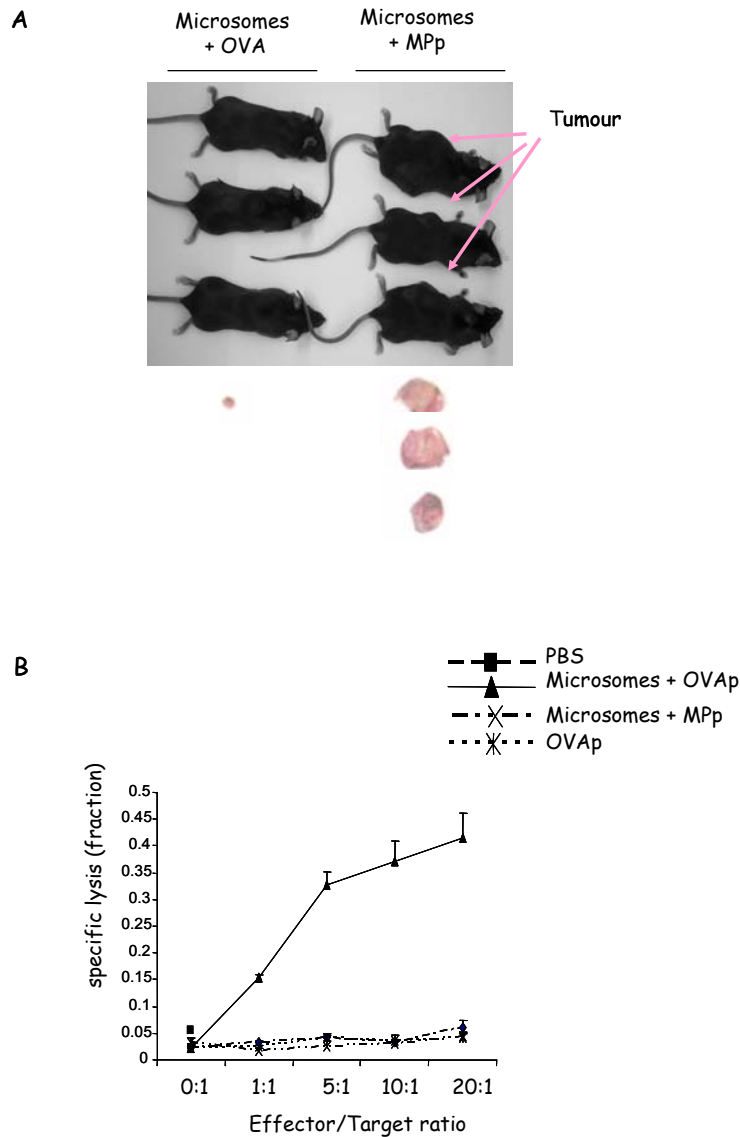 A
Microsomes
+ OVA
Microsomes
+ MPp
Tumour
B
PBS
Microsomes + OVAp
Microsomes + MPp
OVAp
specific lysis (fraction)
0.5
0.45
0.4
0.35
0.3
0.25
0.2
0.15
0.1
0.05
0
0:1
1:1
5:1
10:1
20:1
Effector/Target ratio